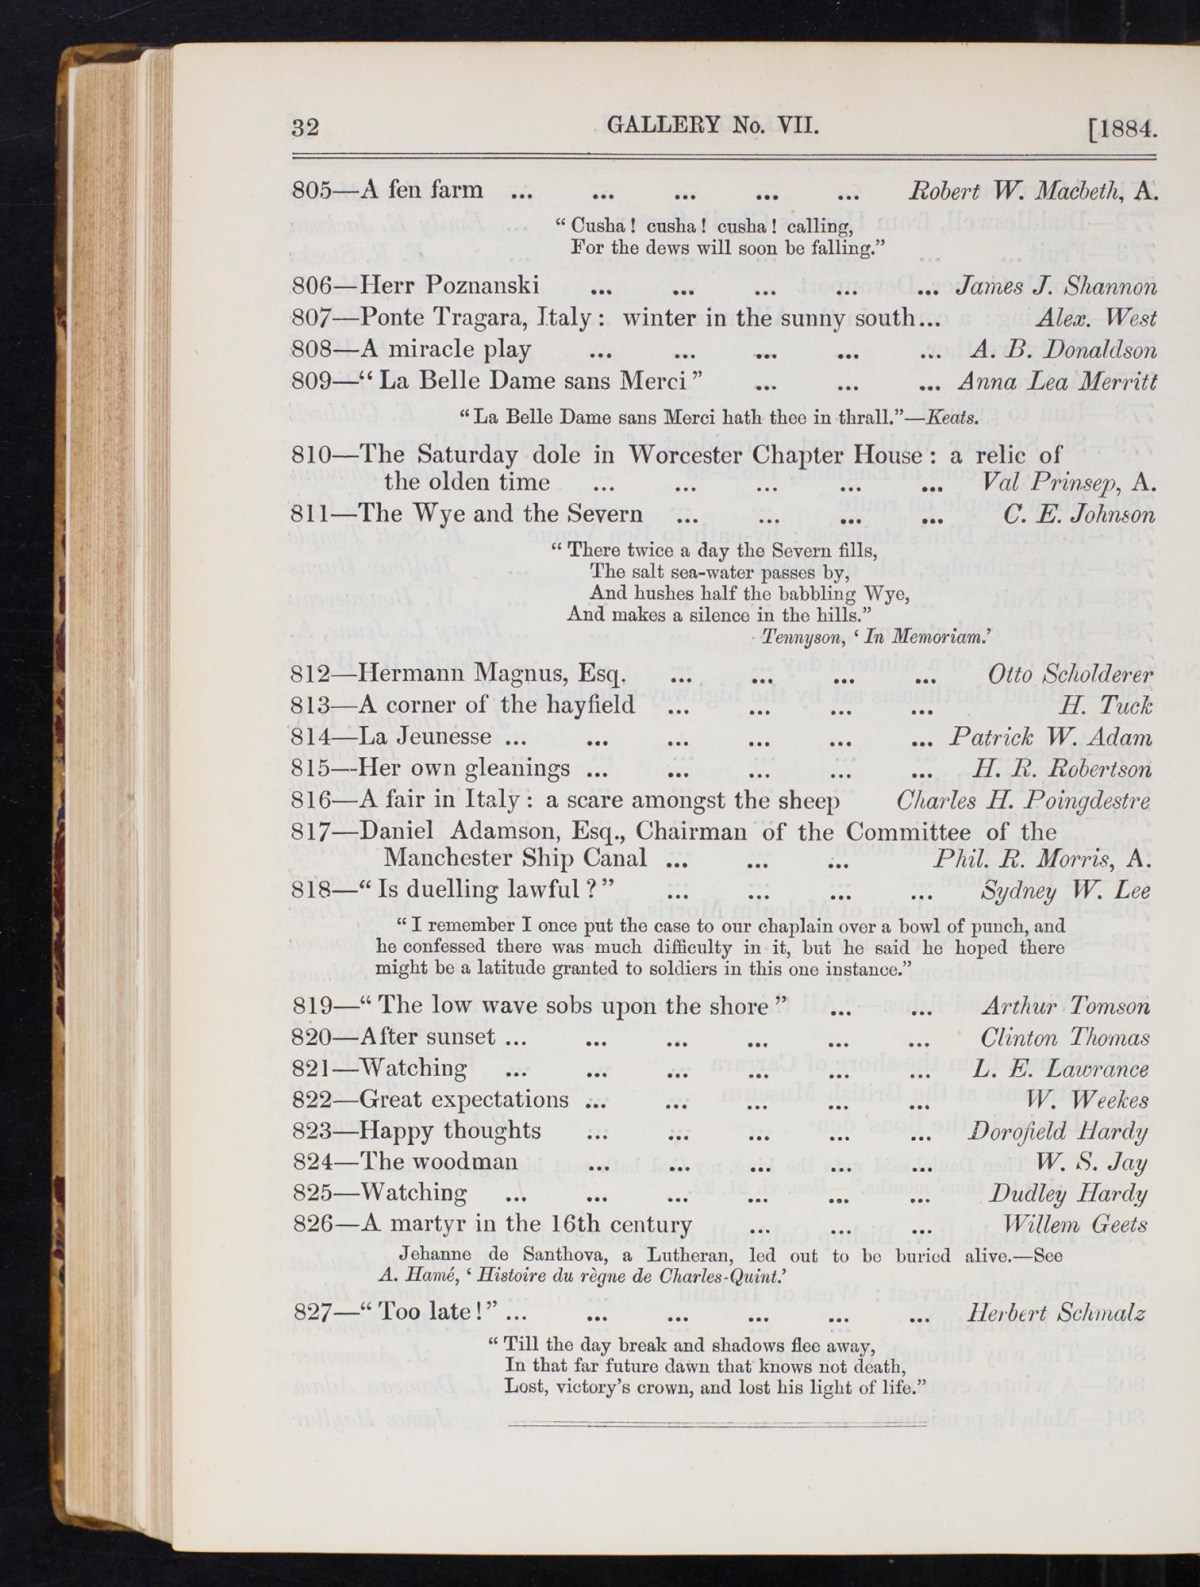 32 GALLERY No. VII. [1884.
805—A fen farm ... ... ... ... ... Robert W. Macbeth, A.
“Cusha! cusha! cusha! calling,
For the dews will soon be falling.”
806—Herr Poznanski ... ... ... ... ... James J. Shannon
807—Ponte Tragara, Italy: winter in the sunny south... Alex. West
808—A miracle play ... ... ... ... ... A. B. Donaldson
809—“La Belle Dame sans Merci” ... ... ... Anna Lea Merritt
“La Belle Dame sans Merci hath thee in thrall.”—Keats.
810—The Saturday dole in Worcester Chapter House: a relic of
the olden time ... ... ... ... ... Val Prinsep, A.
811—The Wye and the Severn ... ... ... ... C. E. Johnson
“There twice a day the Severn fills,
The salt sea-water passes by,
And hushes half the babbling Wye,
And makes a silence in the hills.”
Tennyson, ‘In Memoriam.’
812—Hermann Magnus, Esq. ... ... ... ... Otto Scholderer
813—A corner of the hayfield ... ... ... ... H. Tuck
814—La Jeunesse ... ... ... ... ... ... Patrick W. Adam
815—Her own gleanings ... ... ... ... ... H. R. Robertson
816—A fair in Italy: a scare amongst the sheep Charles H. Poingdestre
817—Daniel Adamson, Esq., Chairman of the Committee of the
Manchester Ship Canal ... ... ... Phil. R. Morris, A.
818—“Is duelling lawful?” ... ... ... ... Sydney W. Lee
“I remember I once put the case to our chaplain over a bowl of punch, and
he confessed there was much difficulty in it, but he said he hoped there
might be a latitude granted to soldiers in this one instance.”
819—“The low wave sobs upon the shore” ... ... Arthur Tomson
820—After sunset ... ... ... ... ... ... Clinton Thomas
821—Watching ... ... ... ... ... ... L. E. Lawrance
822—Great expectations ... ... ... ... ... W. Weekes
823—Happy thoughts ... ... ... ... ... Dorofield Hardy
824—The woodman ... ... ... ... ... W. S. Jay
825—Watching ... ... ... ... ... ... Dudley Hardy
826—A martyr in the 16th century ... ... ... Willem Geets
Jehanne de Santhova, a Lutheran, led out to be buried alive.—See
A. Hamé, ‘Histoire du règne de Charles-Quint.’
827—“Too late!” ... ... ... ... ... ... Herbert Schmalz
“Till the day break and shadows flee away,
In that far future dawn that knows not death,
Lost, victory’s crown, and lost his light of life.”